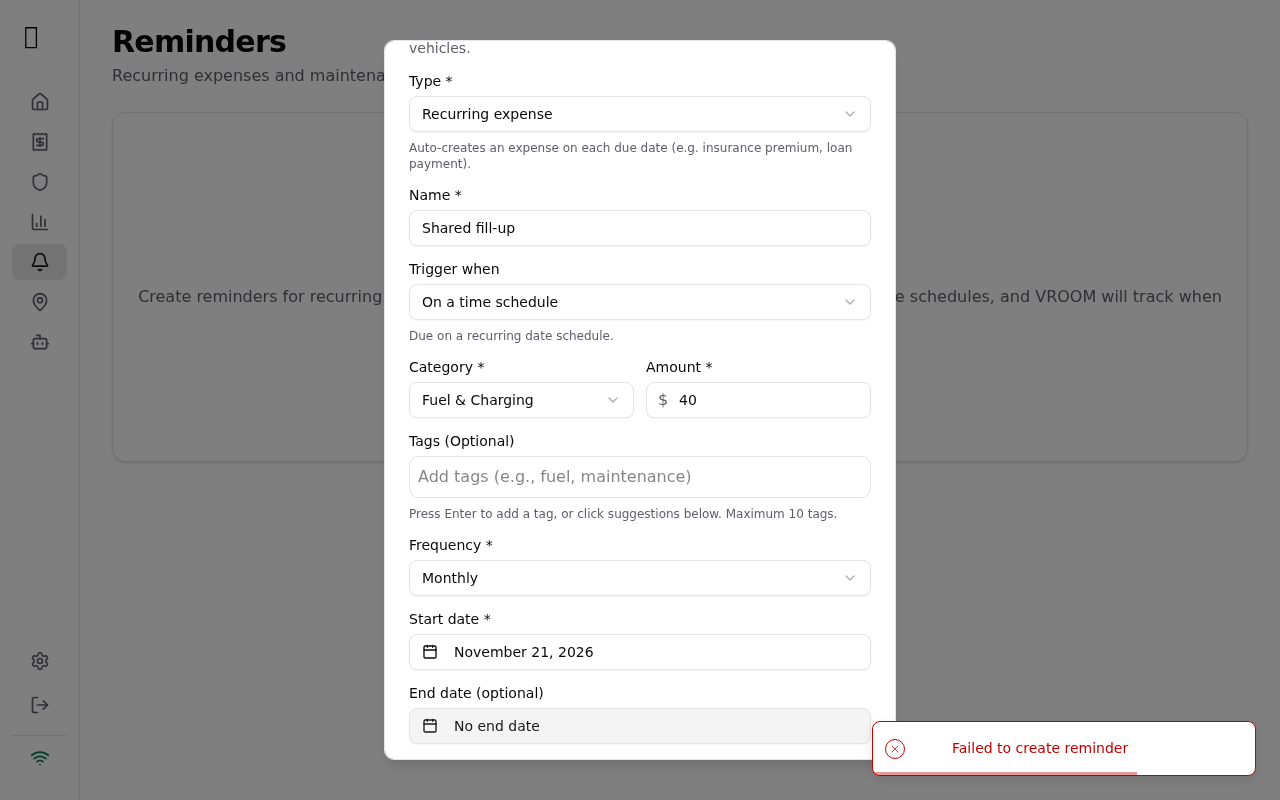 Reminders
Recurring expenses and maintena
Create reminders for recurring
e schedules, and VROOM will track when
vehicles.
Type *
Recurring expense
Auto-creates an expense on each due date (e.g. insurance premium, loan
payment).
Name *
Shared fill-up
Trigger when
On a time schedule
Due on a recurring date schedule.
Category *
Amount *
Fuel & Charging
$ 40
Tags (Optional)
Add tags (e.g., fuel, maintenance)
Press Enter to add a tag, or click suggestions below. Maximum 10 tags.
Frequency *
Monthly
Start date *
November 21, 2026
End date (optional)
No end date
Failed to create reminder